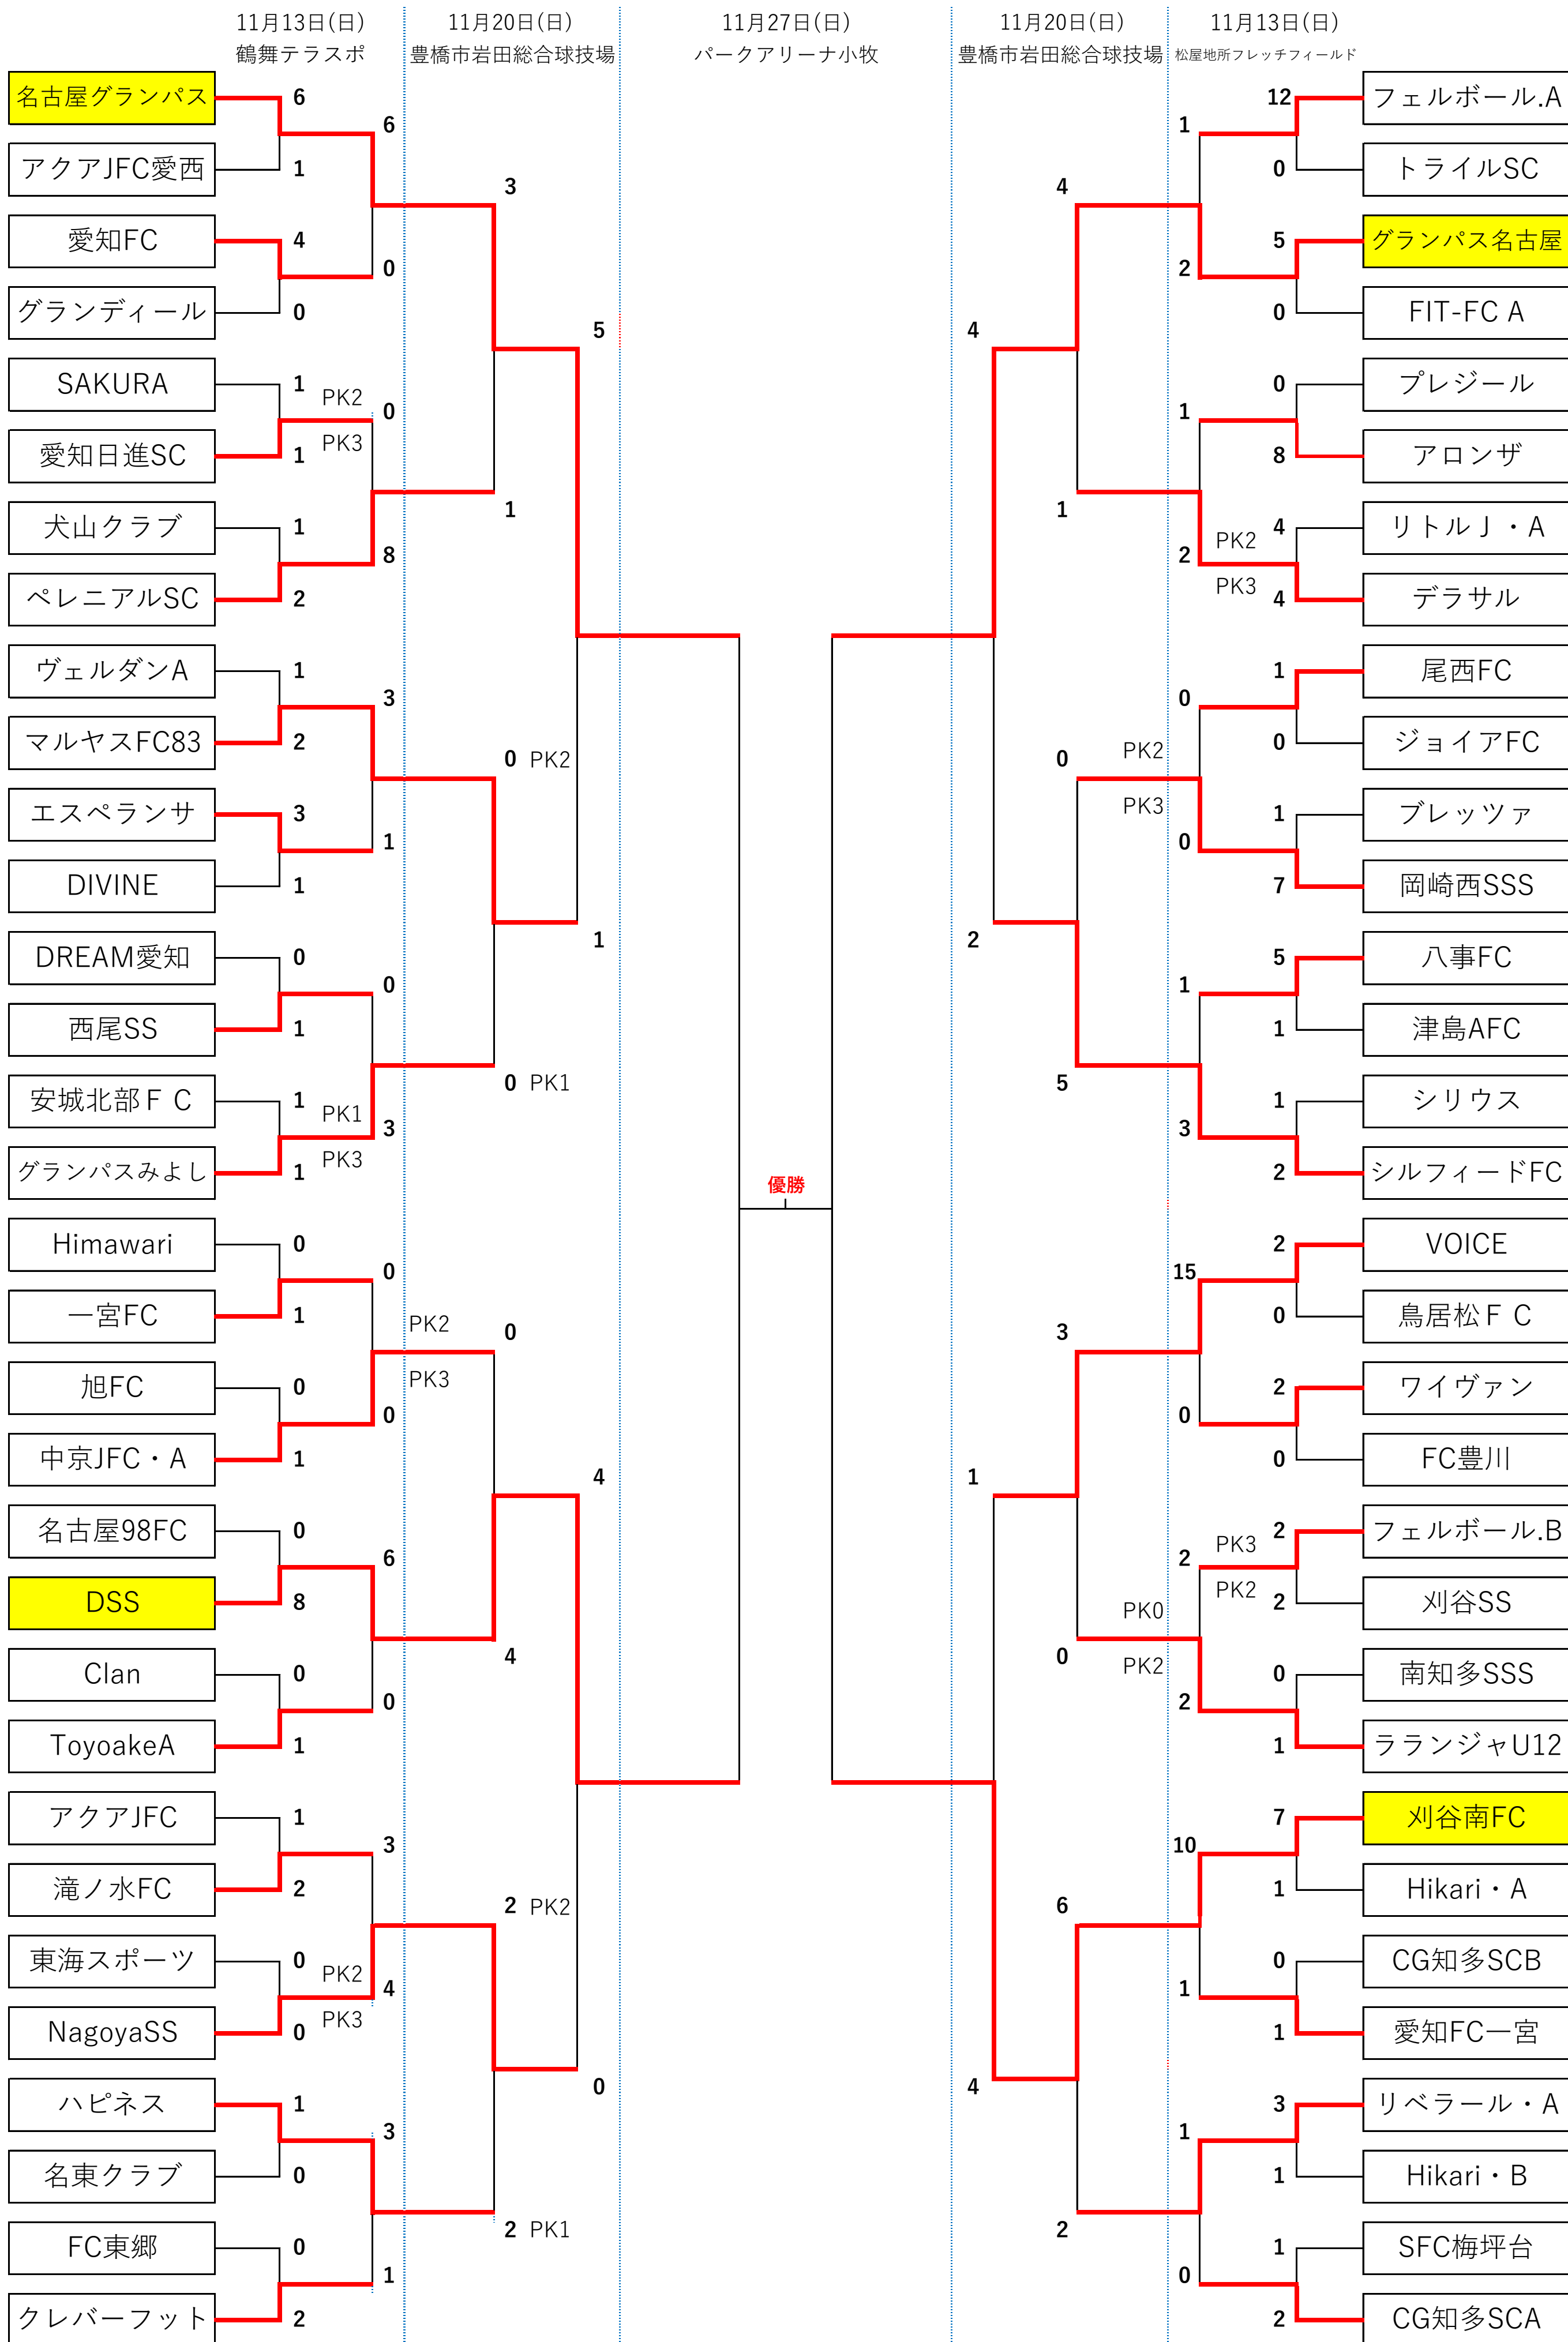 11月13日(日)
鶴舞テラスポ
11月20日(日)
豊橋市岩田総合球技場
11月27日(日)
パークアリーナ小牧
11月20日(日)
豊橋市岩田総合球技場
11月13日(日)
松屋地所フレッチフィールド
名古屋グランパス
6
アクアJFC愛西
1
6
愛知FC
4
グランディール
0
0
3
SAKURA
1
愛知日進SC
1
PK2
PK3
0
犬山クラブ
1
ペレニアルSC
2
8
1
5
ヴェルダンA
1
マルヤスFC83
2
3
エスペランサ
3
DIVINE
1
1
0 PK2
DREAM愛知
0
西尾SS
1
0
安城北部FC
1
グランパスみよし
1
PK1
PK3
3
0 PK1
1
Himawari
0
一宮FC
1
0
旭FC
0
中京JFC・A
1
0
PK2
PK3
0
名古屋98FC
0
DSS
8
6
Clan
0
ToyoakeA
1
0
4
4
アクアJFC
1
滝ノ水FC
2
3
東海スポーツ
0
NagoyaSS
0
PK2
PK3
4
2 PK2
ハピネス
1
名東クラブ
0
3
FC東郷
0
クレバーフット
2
1
2 PK1
0
優勝
フェルボール.A
12
トライルSC
0
1
グランパス名古屋
5
FIT-FC A
0
2
4
プレジール
0
アロンザ
8
1
リトルJ・A
4
デラサル
4
PK2
PK3
2
1
4
尾西FC
1
ジョイアFC
0
0
ブレッツァ
1
岡崎西SSS
7
0
PK2
PK3
0
八事FC
5
津島AFC
1
1
シリウス
1
シルフィードFC
2
3
5
2
VOICE
2
鳥居松FC
0
15
ワイヴァン
2
FC豊川
0
0
3
フェルボール.B
2
刈谷SS
2
PK3
PK2
2
南知多SSS
0
ラランジャU12
1
2
PK0
PK2
0
1
刈谷南FC
7
Hikari・A
1
10
CG知多SCB
0
愛知FC一宮
1
1
6
リベラール・A
3
Hikari・B
1
1
SFC梅坪台
1
CG知多SCA
2
0
2
4